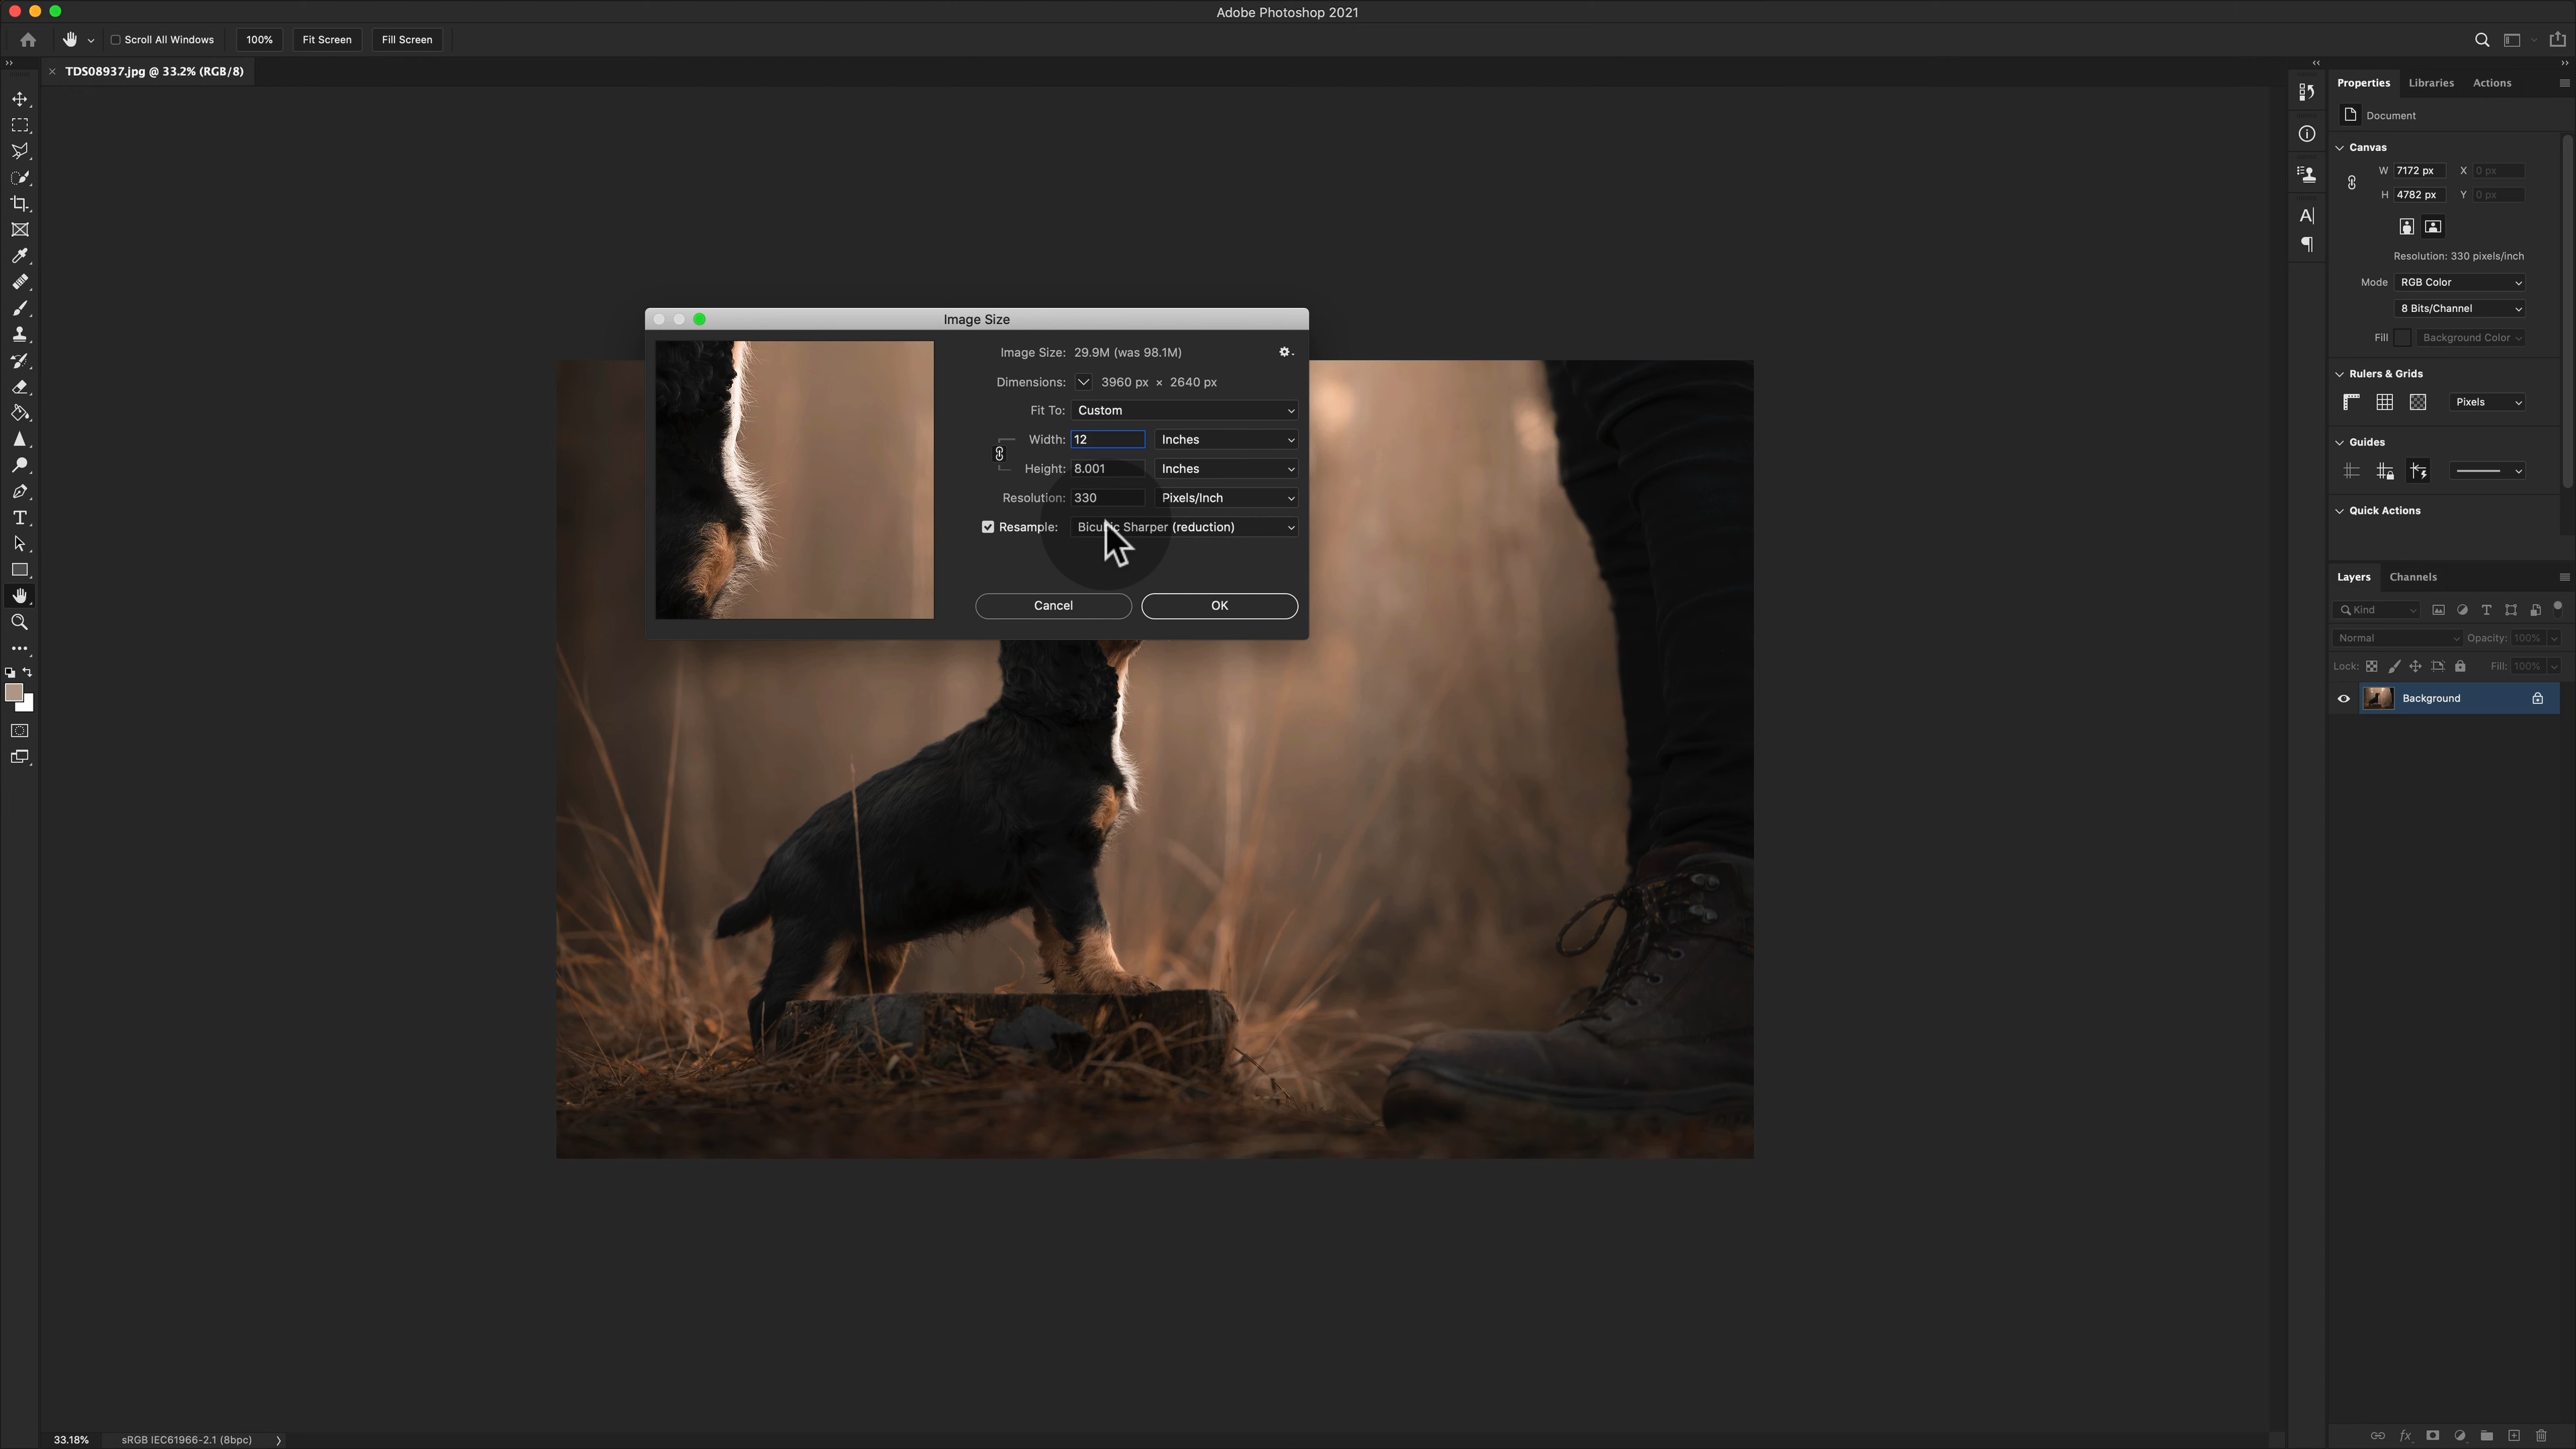 Adobe Photoshop 2021
Scroll All Windows 100% Fit Screen Fill Screen
TDS08937.jpg @ 33.2% (RGB/8)
Properties Libraries Actions
Document
Canvas
W 7172 px X 0 px
H 4782 px Y 0 px
Resolution: 330 pixels/inch
Mode RGB Color
8 Bits/Channel
Fill Background Color
Rulers & Grids
Pixels
Guides
Quick Actions
Image Size
Image Size: 29.9M (was 98.1M)
Dimensions: 3960 px × 2640 px
Fit To: Custom
Width: 12 Inches
Height: 8.001 Inches
Resolution: 330 Pixels/Inch
Resample: Sharper (reduction)
Cancel OK
Layers Channels
Kind
Normal Opacity: 100%
Lock: Fill: 100%
Background
33.18% sRGB IEC61966-2.1 (8bpc)